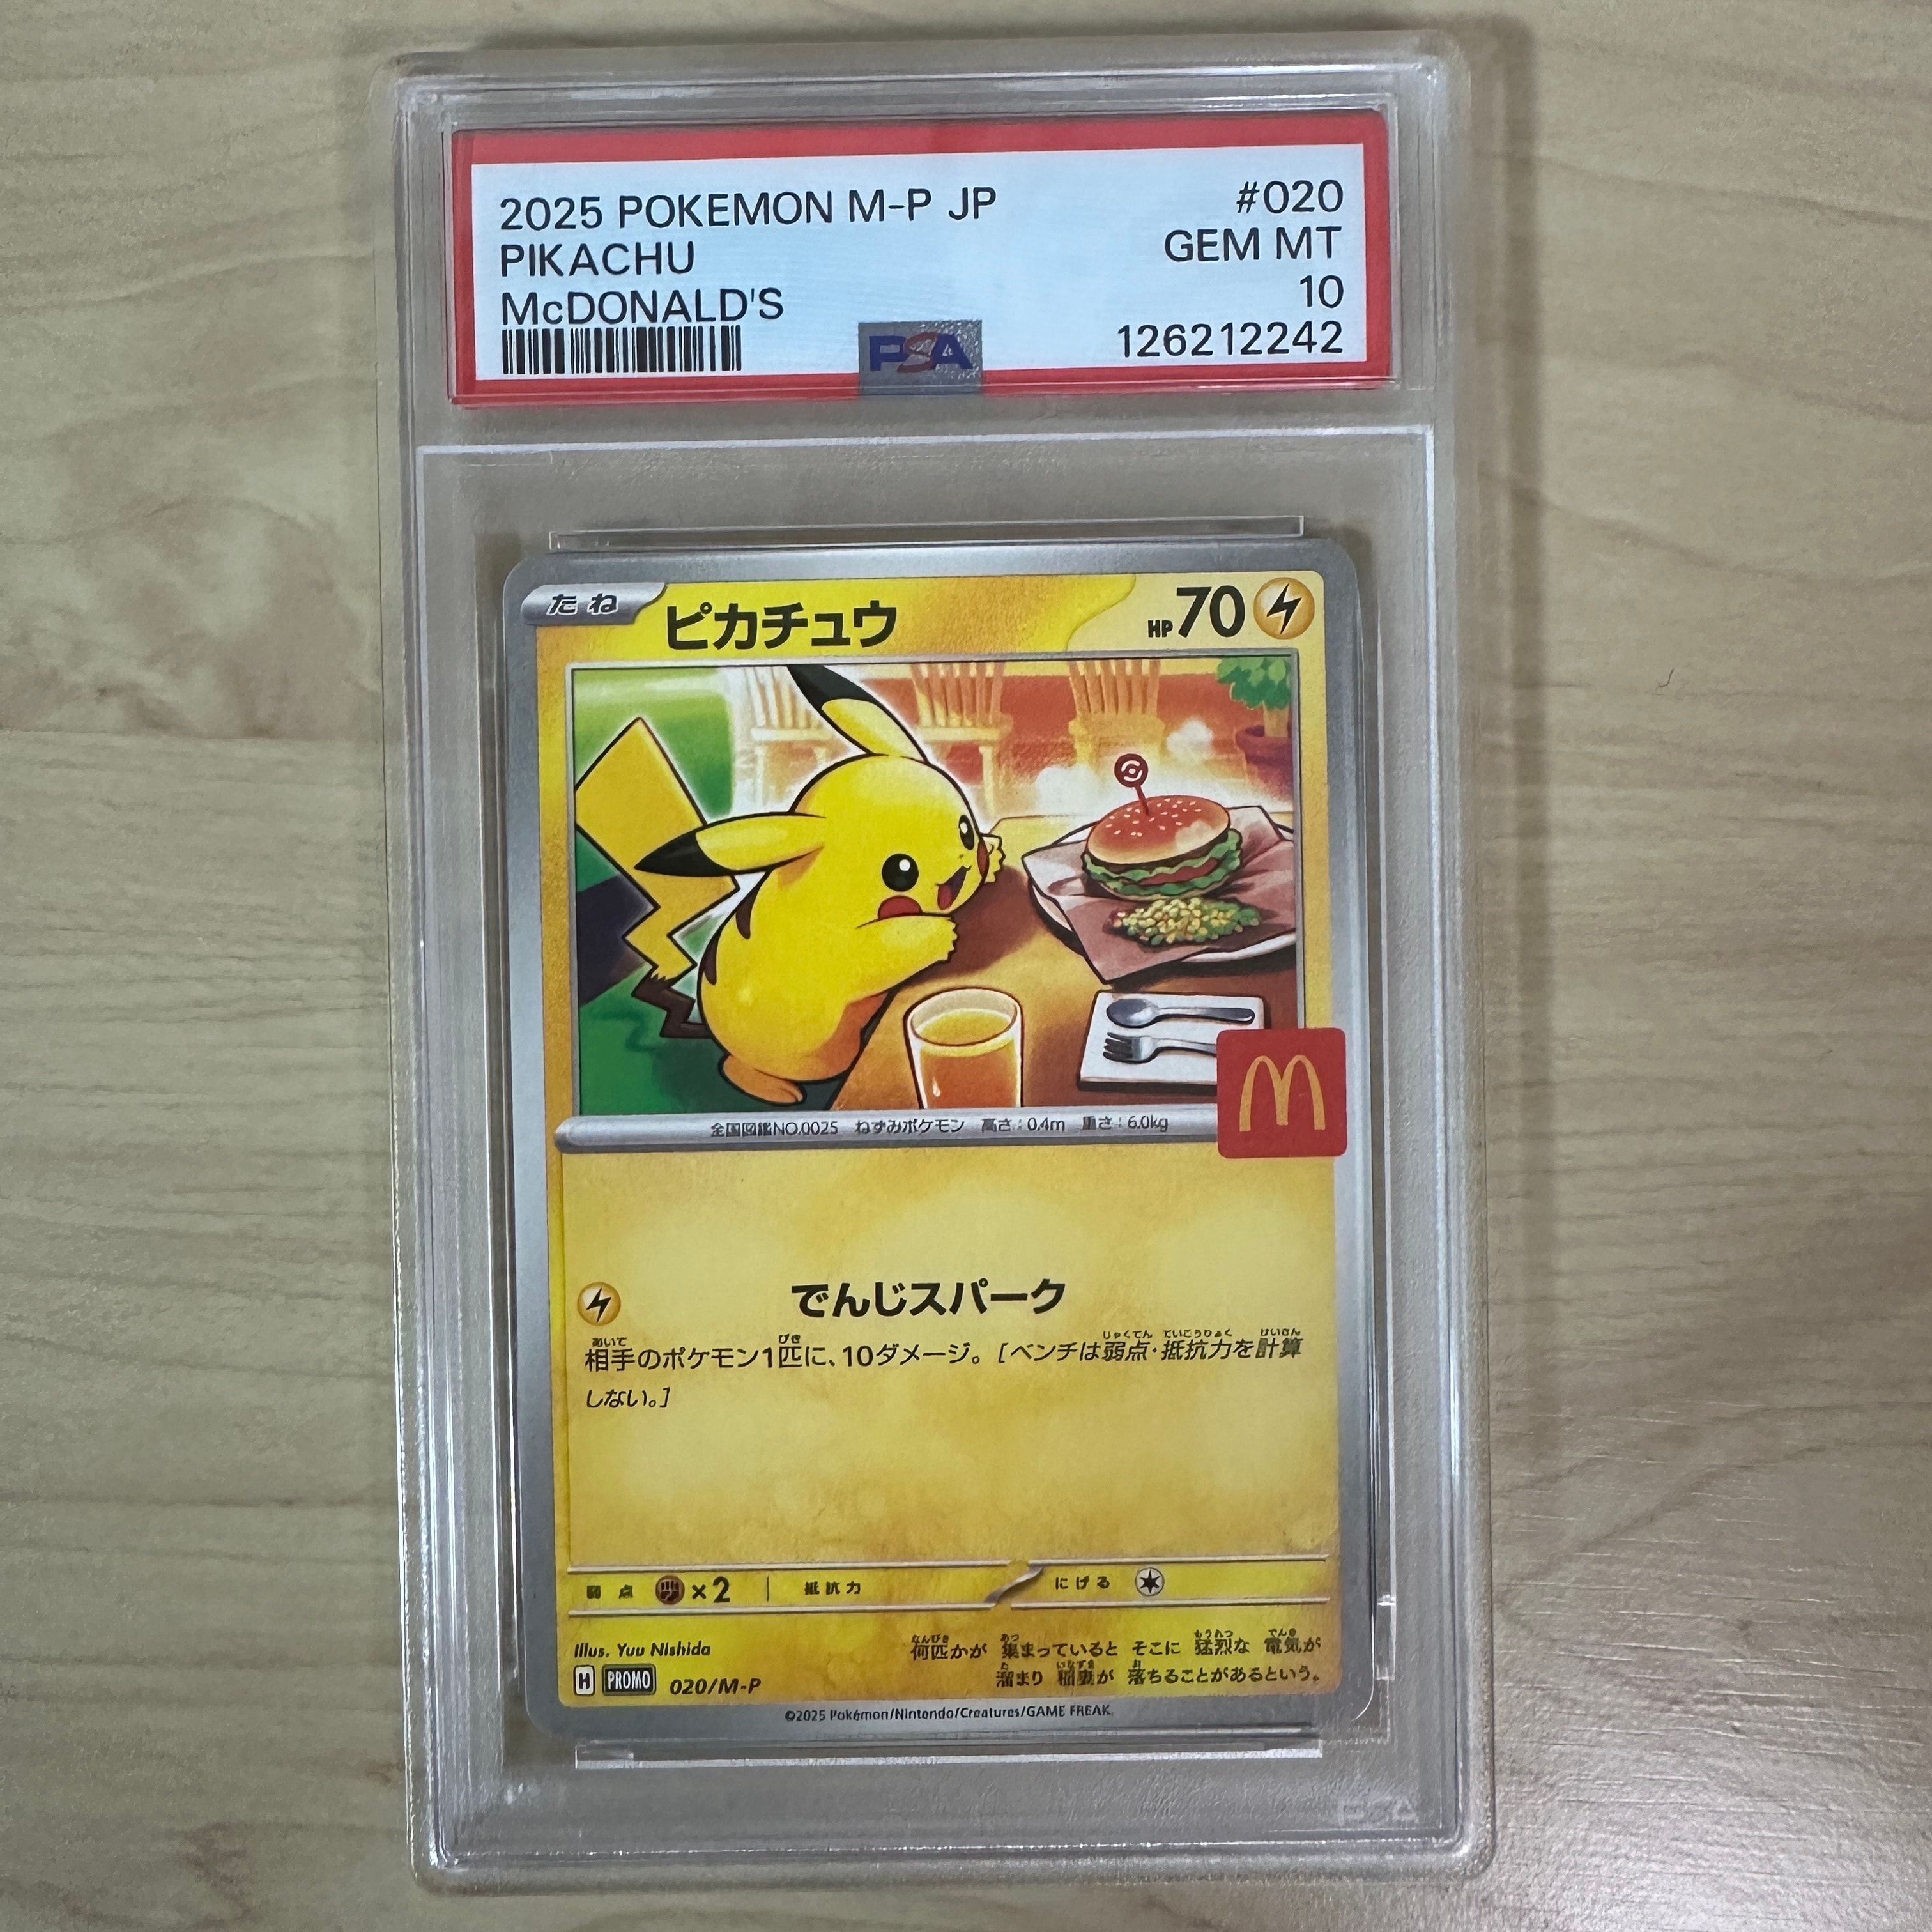 2025 POKEMON M-P JP #020
PIKACHU GEM MT
McDONALD'S 10
PSA 126212242
たね ピカチュウ HP70
全国図鑑NO.0025 ねずみポケモン 高さ:0.4m 重さ:6.0kg
でんじスパーク
相手のポケモン1匹に、10ダメージ。[ベンチは弱点・抵抗力を計算
しない。]
弱点 ×2 抵抗力 にげる
Illus. Yuu Nishida
何匹かが 集まっていると そこに 猛烈な 電気が
溜まり 稲妻が 落ちることがあるという。
H PROMO 020/M-P
©2025 Pokémon/Nintendo/Creatures/GAME FREAK.